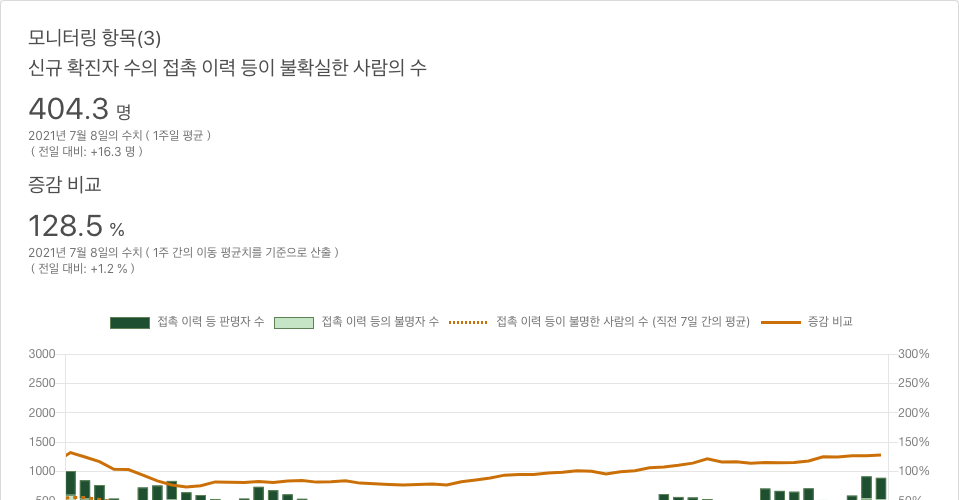 모니터링 항목(3)
신규 확진자 수의 접촉 이력 등이 불확실한 사람의 수
404.3 명
2021년 7월 8일의 수치 ( 1주일 평균 )
( 전일 대비: +16.3 명 )
증감 비교
128.5 %
2021년 7월 8일의 수치 ( 1주 간의 이동 평균치를 기준으로 산출 )
( 전일 대비: +1.2 % )
접촉 이력 등 판명자 수 접촉 이력 등의 불명자 수 접촉 이력 등이 불명한 사람의 수 (직전 7일 간의 평균) 증감 비교
3000 300%
2500 250%
2000 200%
1500 150%
1000 100%
500 50%